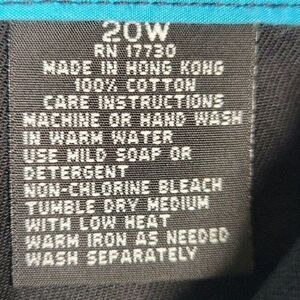 20W
RN 17730
MADE IN HONG KONG
100% COTTON
CARE INSTRUCTIONS
MACHINE OR HAND WASH
IN WARM WATER
USE MILD SOAP OR
DETERGENT
NON-CHLORINE BLEACH
TUMBLE DRY MEDIUM
WITH LOW HEAT
WARM IRON AS NEEDED
WASH SEPARATELY